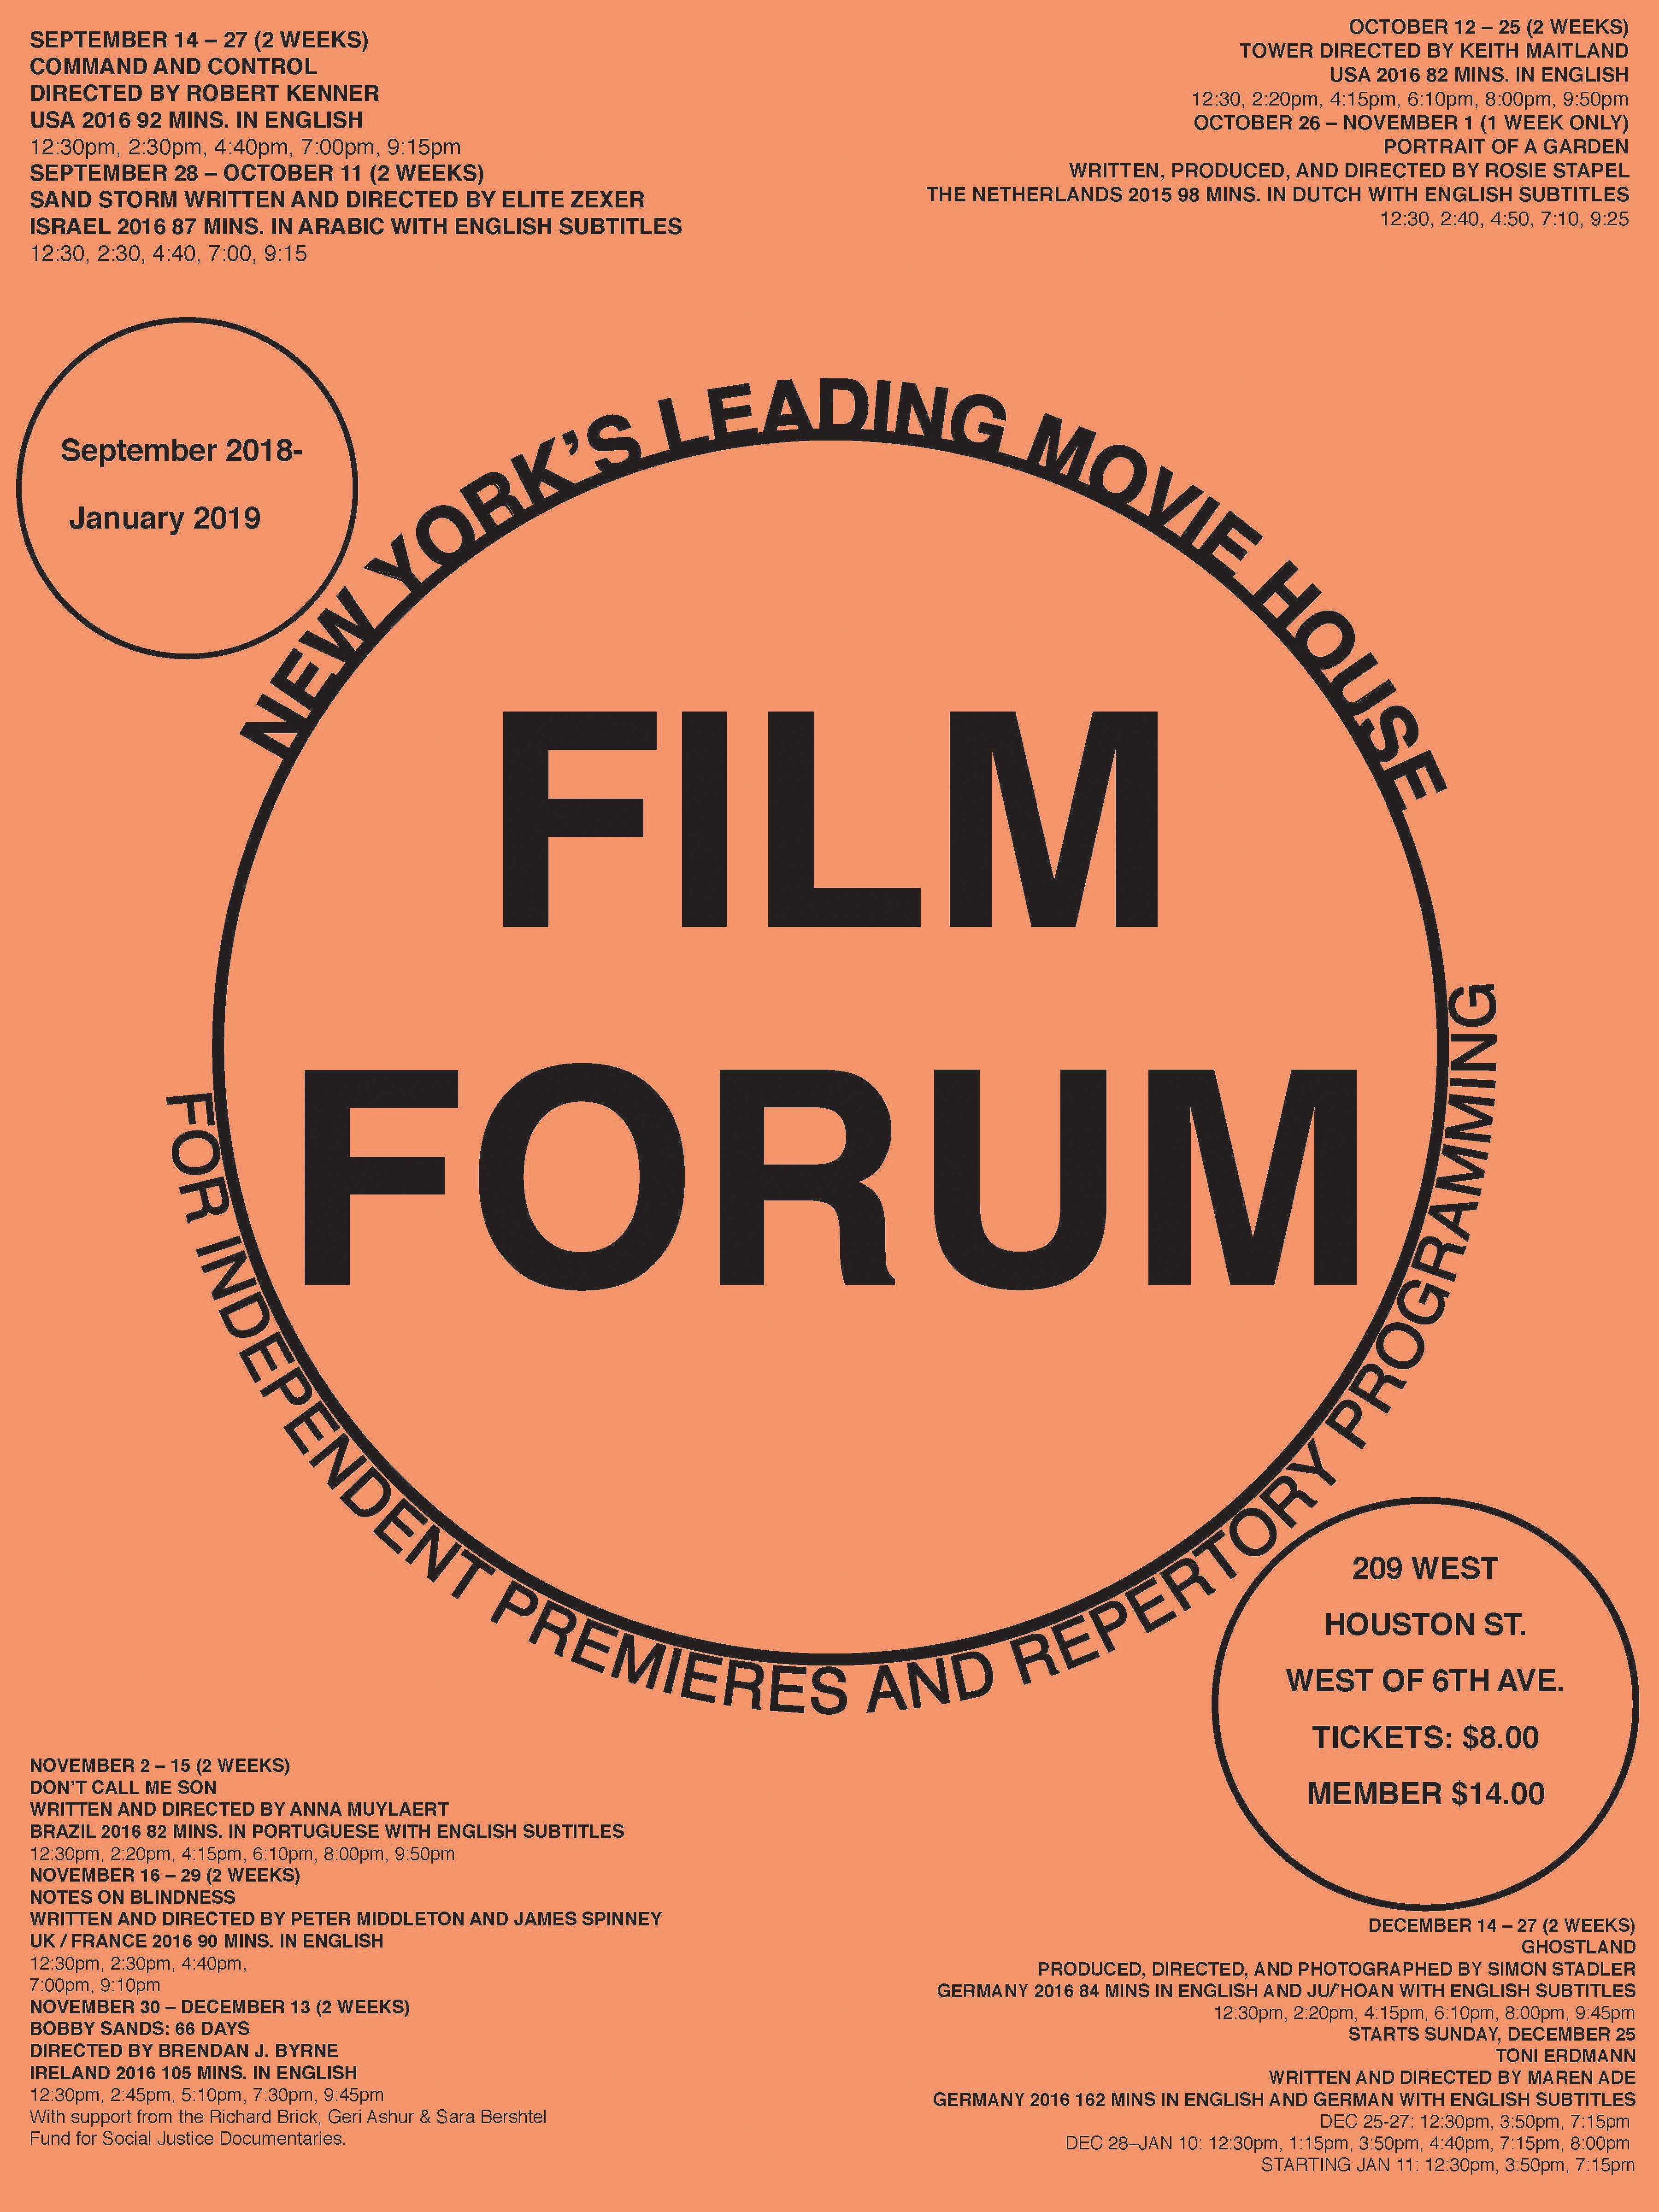 SEPTEMBER 14 – 27 (2 WEEKS)
COMMAND AND CONTROL
DIRECTED BY ROBERT KENNER
USA 2016 92 MINS. IN ENGLISH
12:30pm, 2:30pm, 4:40pm, 7:00pm, 9:15pm
SEPTEMBER 28 – OCTOBER 11 (2 WEEKS)
SAND STORM WRITTEN AND DIRECTED BY ELITE ZEXER
ISRAEL 2016 87 MINS. IN ARABIC WITH ENGLISH SUBTITLES
12:30, 2:30, 4:40, 7:00, 9:15
OCTOBER 12 – 25 (2 WEEKS)
TOWER DIRECTED BY KEITH MAITLAND
USA 2016 82 MINS. IN ENGLISH
12:30, 2:20pm, 4:15pm, 6:10pm, 8:00pm, 9:50pm
OCTOBER 26 – NOVEMBER 1 (1 WEEK ONLY)
PORTRAIT OF A GARDEN
WRITTEN, PRODUCED, AND DIRECTED BY ROSIE STAPEL
THE NETHERLANDS 2015 98 MINS. IN DUTCH WITH ENGLISH SUBTITLES
12:30, 2:40, 4:50, 7:10, 9:25
September 2018-
January 2019
NEW YORK'S LEADING MOVIE HOUSE
FILM
FORUM
FOR INDEPENDENT PREMIERES AND REPERTORY PROGRAMMING
209 WEST
HOUSTON ST.
WEST OF 6TH AVE.
TICKETS: $8.00
MEMBER $14.00
NOVEMBER 2 – 15 (2 WEEKS)
DON'T CALL ME SON
WRITTEN AND DIRECTED BY ANNA MUYLAERT
BRAZIL 2016 82 MINS. IN PORTUGUESE WITH ENGLISH SUBTITLES
12:30pm, 2:20pm, 4:15pm, 6:10pm, 8:00pm, 9:50pm
NOVEMBER 16 – 29 (2 WEEKS)
NOTES ON BLINDNESS
WRITTEN AND DIRECTED BY PETER MIDDLETON AND JAMES SPINNEY
UK / FRANCE 2016 90 MINS. IN ENGLISH
12:30pm, 2:30pm, 4:40pm,
7:00pm, 9:10pm
NOVEMBER 30 – DECEMBER 13 (2 WEEKS)
BOBBY SANDS: 66 DAYS
DIRECTED BY BRENDAN J. BYRNE
IRELAND 2016 105 MINS. IN ENGLISH
12:30pm, 2:45pm, 5:10pm, 7:30pm, 9:45pm
With support from the Richard Brick, Geri Ashur & Sara Bershtel
Fund for Social Justice Documentaries.
DECEMBER 14 – 27 (2 WEEKS)
GHOSTLAND
PRODUCED, DIRECTED, AND PHOTOGRAPHED BY SIMON STADLER
GERMANY 2016 84 MINS IN ENGLISH AND JU/'HOAN WITH ENGLISH SUBTITLES
12:30pm, 2:20pm, 4:15pm, 6:10pm, 8:00pm, 9:45pm
STARTS SUNDAY, DECEMBER 25
TONI ERDMANN
WRITTEN AND DIRECTED BY MAREN ADE
GERMANY 2016 162 MINS IN ENGLISH AND GERMAN WITH ENGLISH SUBTITLES
DEC 25-27: 12:30pm, 3:50pm, 7:15pm
DEC 28–JAN 10: 12:30pm, 1:15pm, 3:50pm, 4:40pm, 7:15pm, 8:00pm
STARTING JAN 11: 12:30pm, 3:50pm, 7:15pm